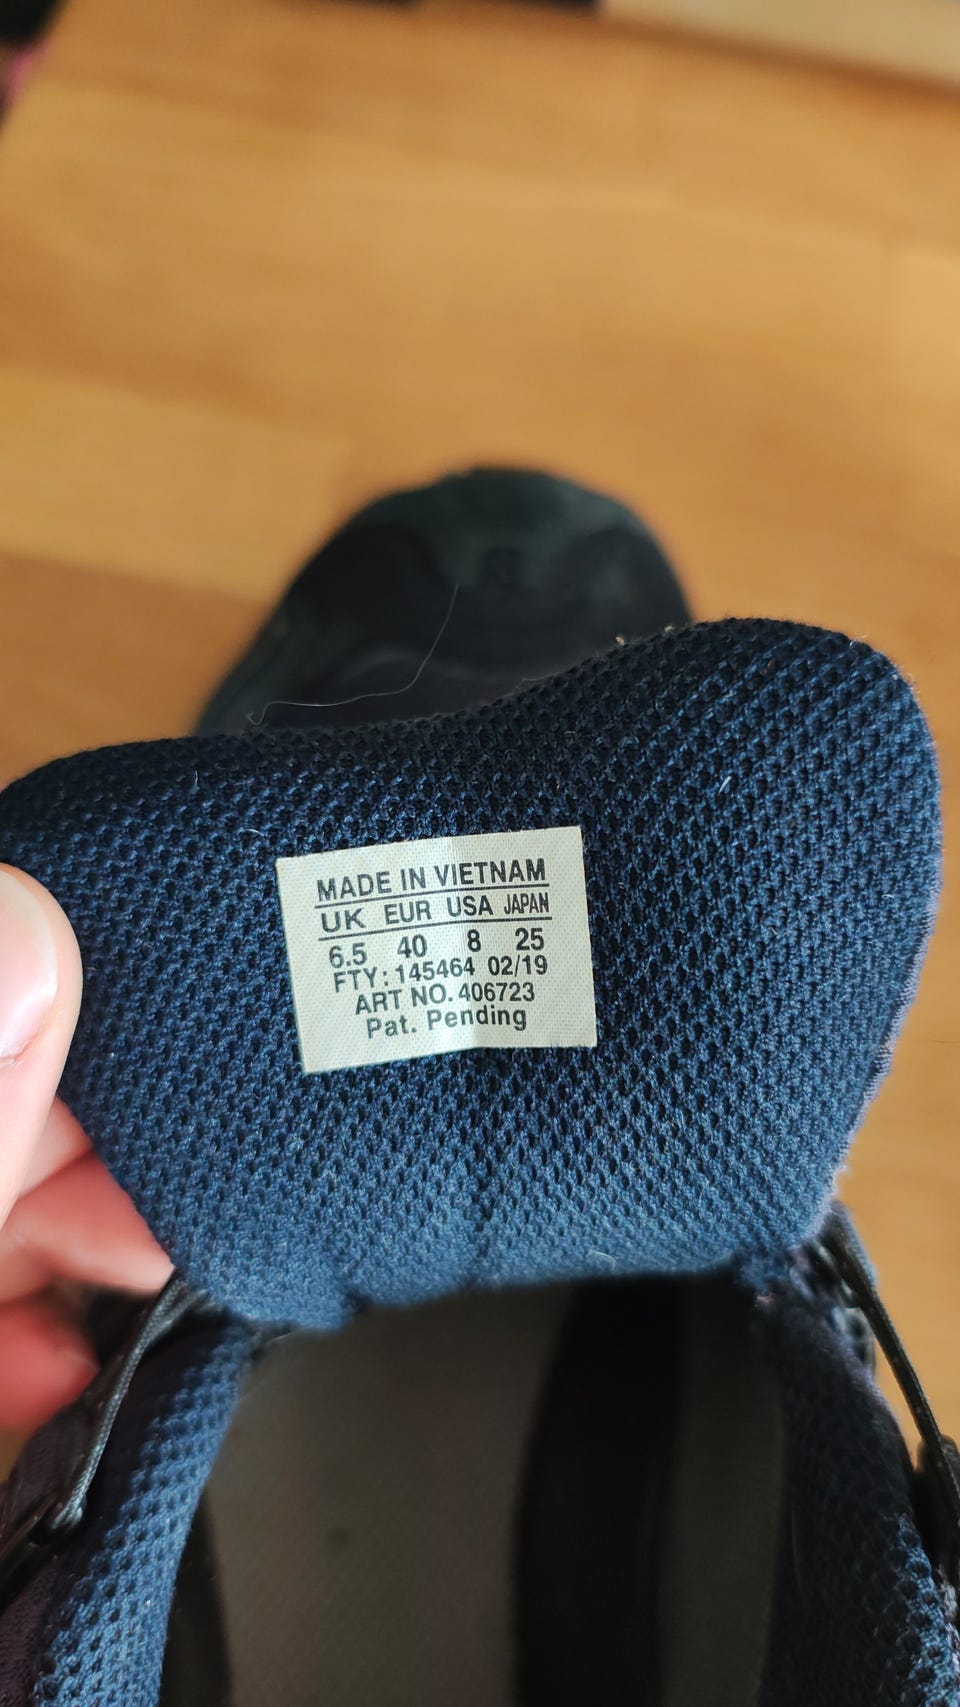 MADE IN VIETNAM
UK EUR USA JAPAN
6.5 40 8 25
FTY: 145464 02/19
ART NO. 406723
Pat. Pending